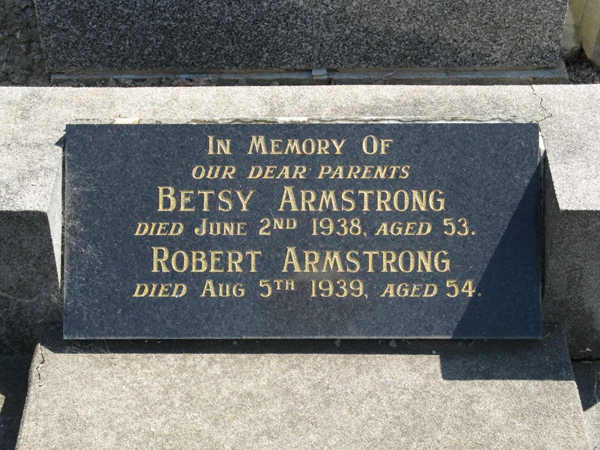 In Memory Of
OUR DEAR PARENTS
BETSY ARMSTRONG
DIED JUNE 2ND 1938, AGED 53.
ROBERT ARMSTRONG
DIED AUG 5TH 1939, AGED 54.